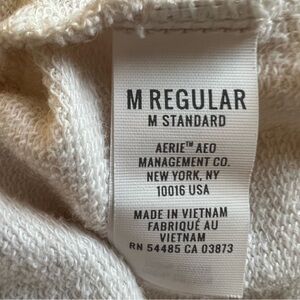 M REGULAR
M STANDARD
AERIE™ AEO
MANAGEMENT CO.
NEW YORK, NY
10016 USA
MADE IN VIETNAM
FABRIQUÉ AU
VIETNAM
RN 54485 CA 03873